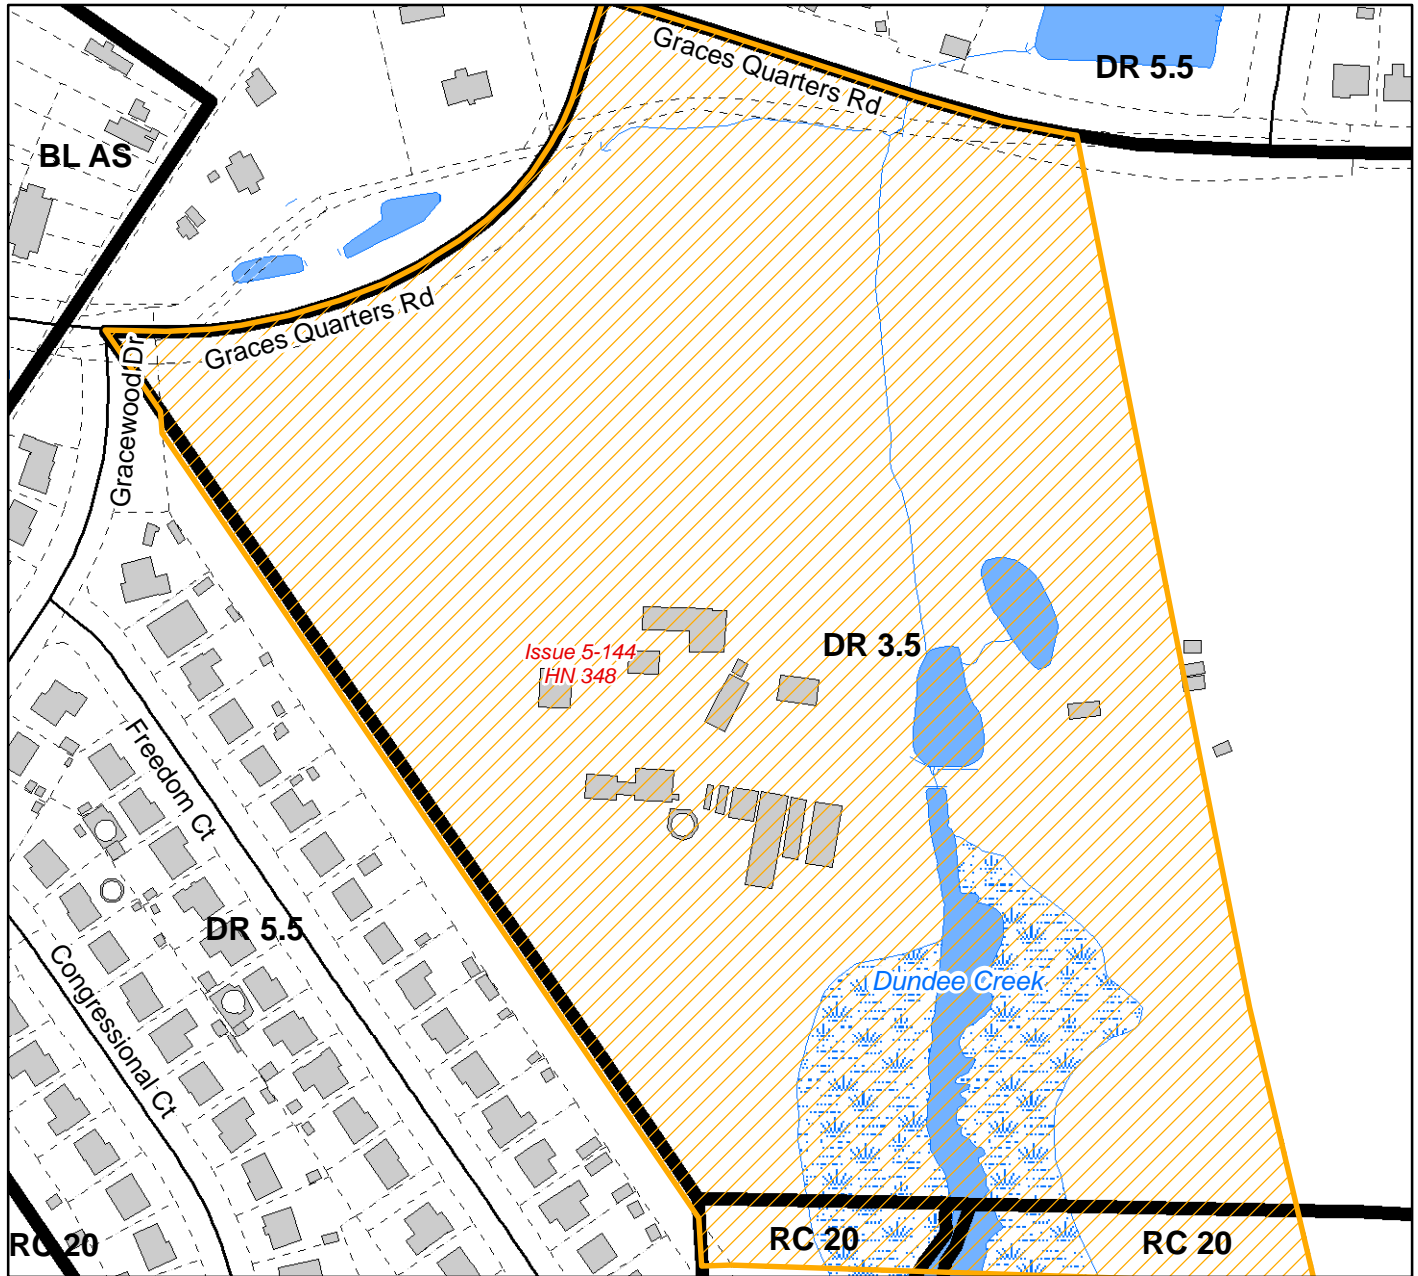 Graces Quarters Rd
DR 5.5
BL AS
Graces Quarters Rd
Gracewood Dr
Issue 5-144
HN 348
DR 3.5
Freedom Ct
DR 5.5
Congressional Ct
Dundee Creek
RC 20
RC 20
RC 20